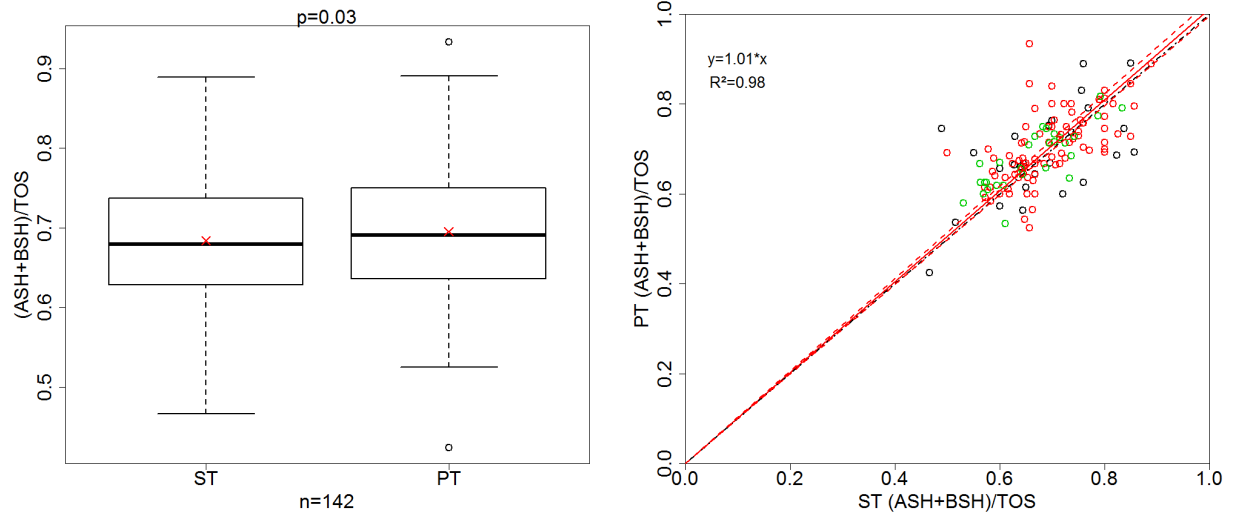 p=0.03
(ASH+BSH)/TOS
0.9
0.8
0.7
0.6
0.5
ST PT
n=142
y=1.01*x
R²=0.98
PT (ASH+BSH)/TOS
1.0
0.8
0.6
0.4
0.2
0.0
0.0 0.2 0.4 0.6 0.8 1.0
ST (ASH+BSH)/TOS